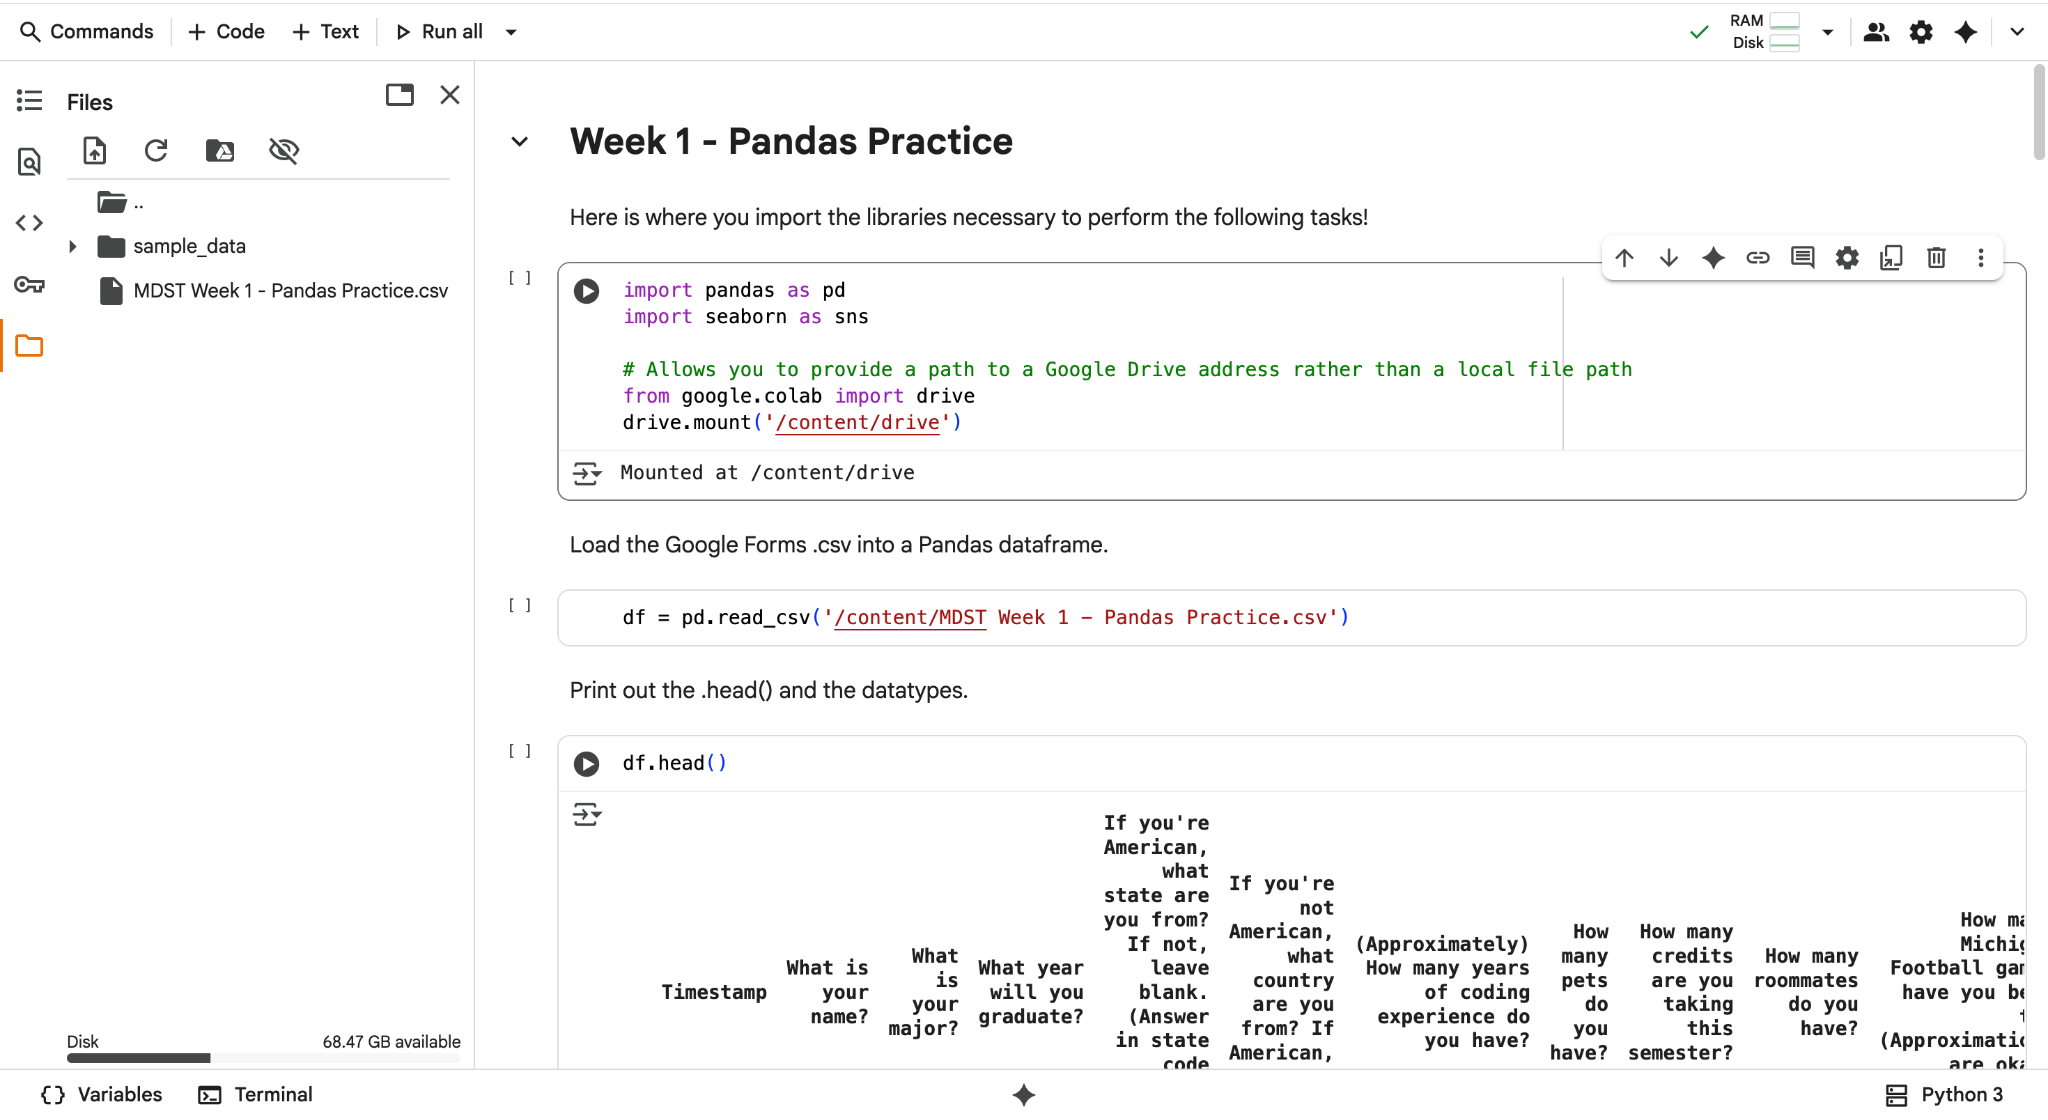 Commands + Code + Text Run all
RAM
Disk
Files
..
sample_data
MDST Week 1 - Pandas Practice.csv
Disk 68.47 GB available
Week 1 - Pandas Practice
Here is where you import the libraries necessary to perform the following tasks!
[ ]
import pandas as pd
import seaborn as sns
# Allows you to provide a path to a Google Drive address rather than a local file path
from google.colab import drive
drive.mount('/content/drive')
Mounted at /content/drive
Load the Google Forms .csv into a Pandas dataframe.
[ ]
df = pd.read_csv('/content/MDST Week 1 - Pandas Practice.csv')
Print out the .head() and the datatypes.
[ ]
df.head()
Timestamp
What is
your
name?
What
is
your
major?
What year
will you
graduate?
If you're
American,
what
state are
you from?
If not,
leave
blank.
(Answer
in state
code
If you're
not
American,
what
country
are you
from? If
American,
(Approximately)
How many years
of coding
experience do
you have?
How
many
pets
do
you
have?
How many
credits
are you
taking
this
semester?
How many
roommates
do you
have?
How
Football
have you
are
Variables Terminal Python 3